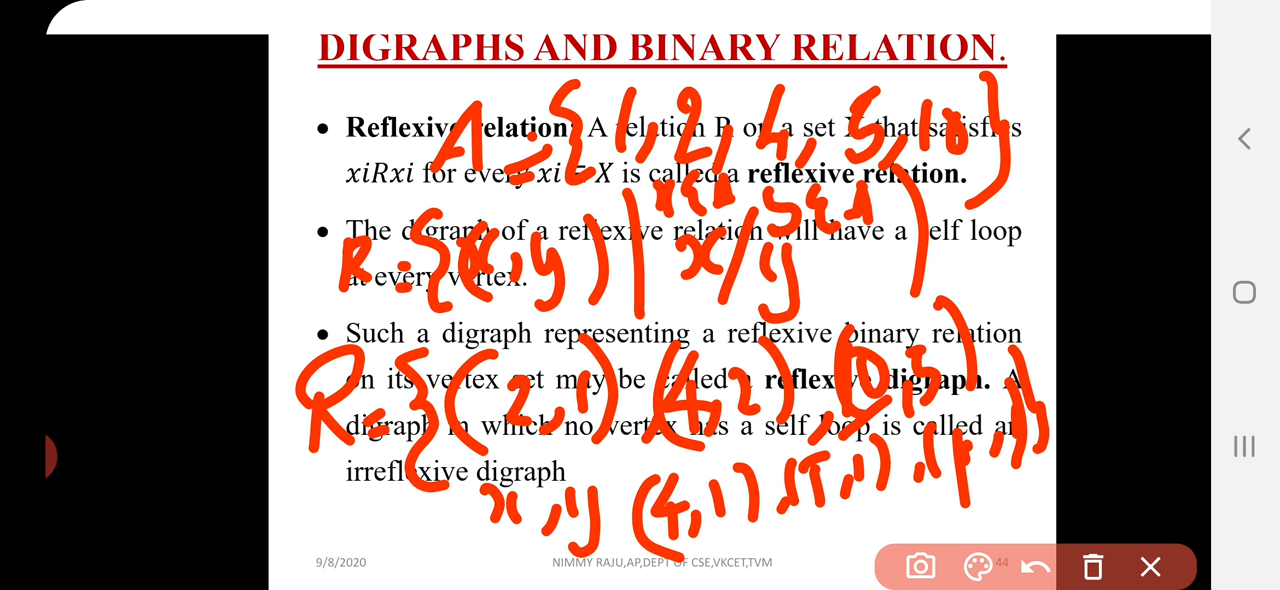 DIGRAPHS AND BINARY RELATION.
A = {1, 2, 4, 5, 10}
• Reflexive relation: A relation R on a set X that satisfies
xiRxi for every xi ∈ X is called a reflexive relation.
x∈A y∈A
• The digraph of a reflexive relation will have a self loop
R = {(x, y) | x/y }
at every vertex.
• Such a digraph representing a reflexive binary relation
on its vertex set may be called a reflexive digraph. A
R = {(2,1) (4,2), (10,5)
digraph in which no vertex has a self loop is called an
irreflexive digraph
x, y (4,1), (5,1), 
9/8/2020 NIMMY RAJU,AP,DEPT OF CSE,VKCET,TVM 44